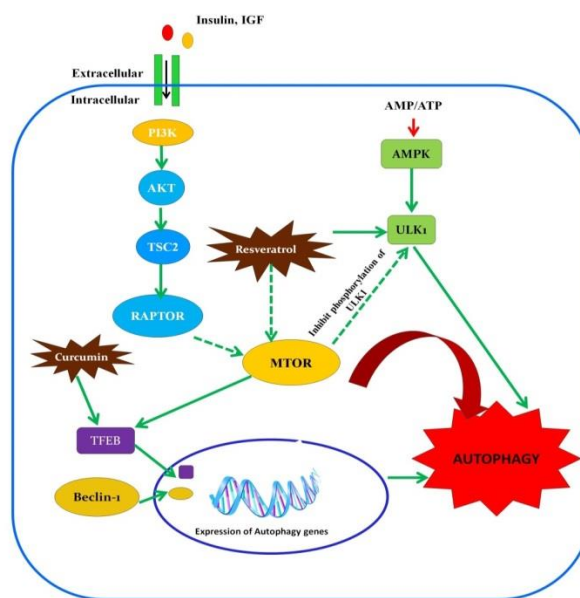 Insulin, IGF
Extracellular
Intracellular
AMP/ATP
PI3K
AMPK
AKT
ULK1
TSC2
Resveratrol
Inhibit phosphorylation of
ULK1
RAPTOR
MTOR
Curcumin
TFEB
AUTOPHAGY
Beclin-1
Expression of Autophagy genes